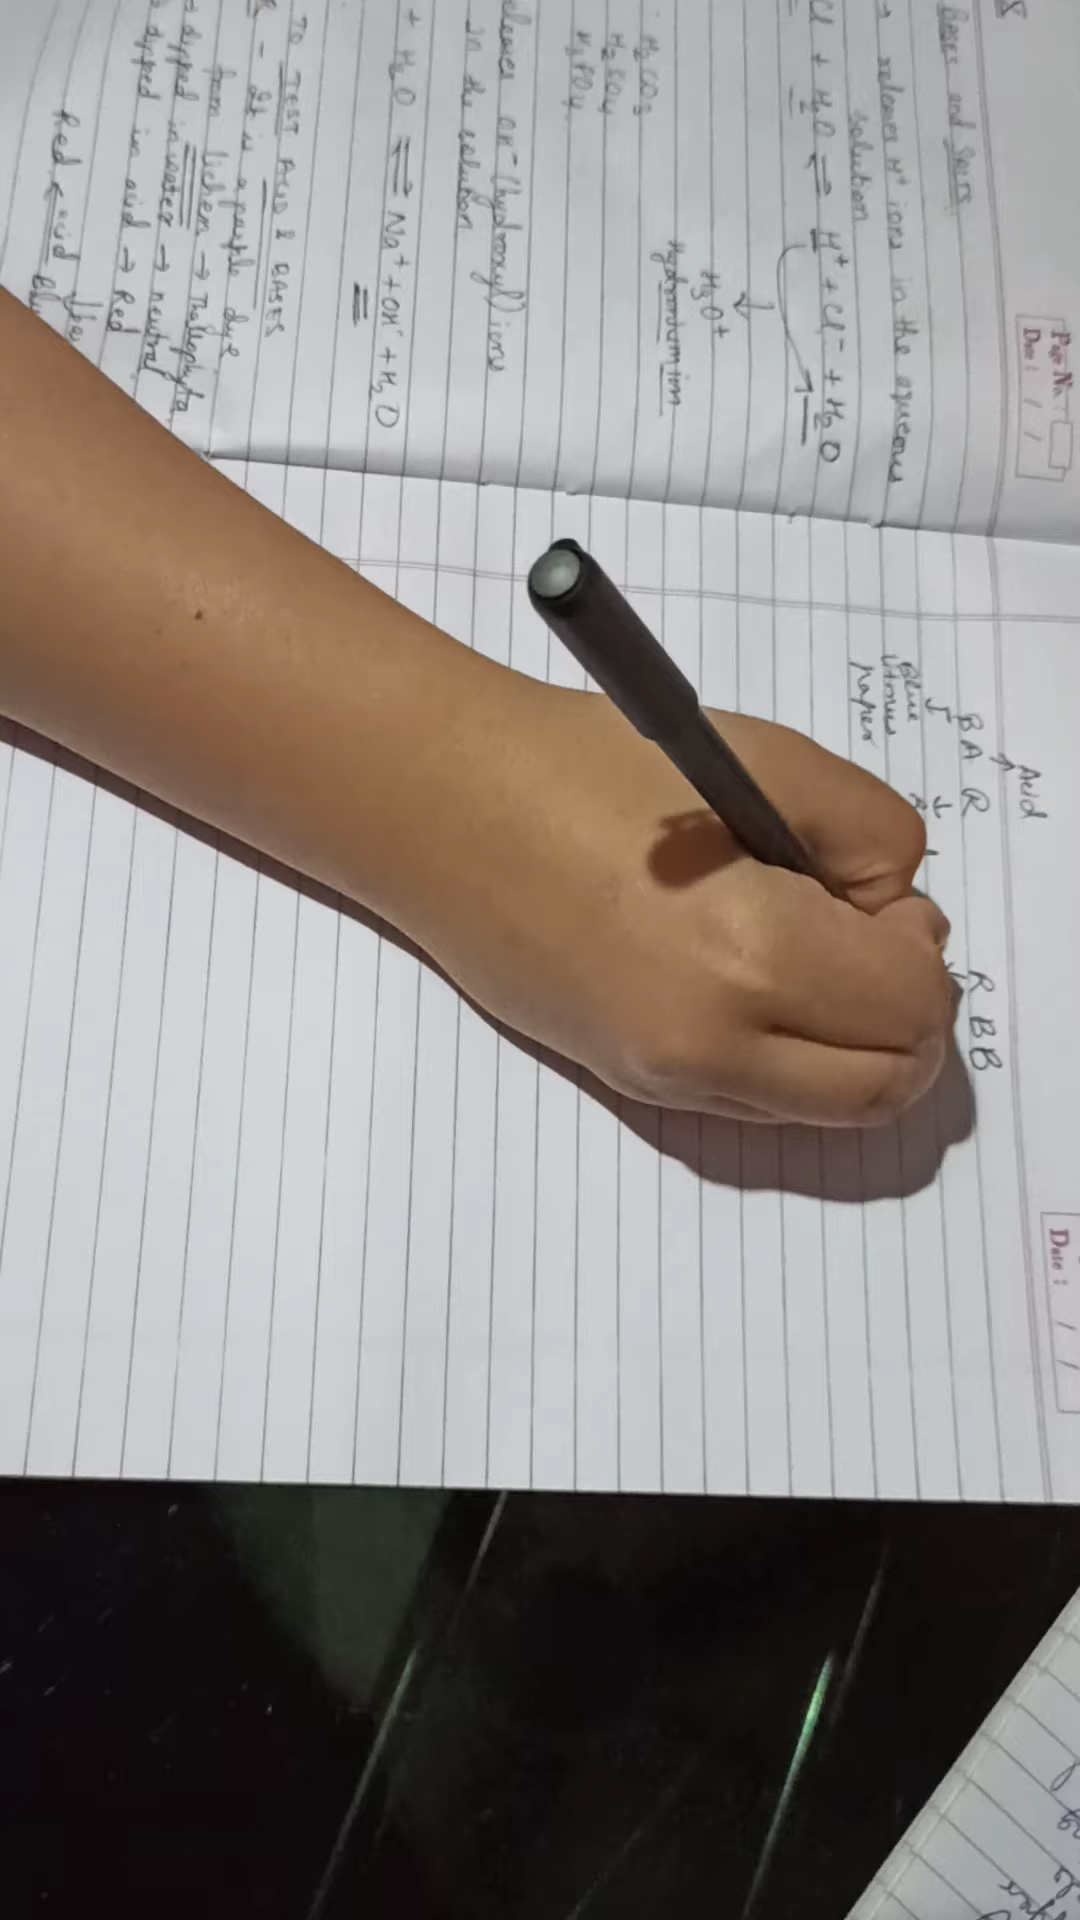 Page No.
Date : / /
Bases and Salts
→ releases H⁺ ions in the aqueous
solution
Cl + H₂O ⇌ H⁺ + Cl⁻ + H₂O
↓
H₃O⁺
Hydronium ion
H₂CO₃
H₂SO₄
H₃PO₄
OH⁻ (hydroxyl) ions
In the solution
+ H₂O ⇌ Na⁺ + OH⁻ + H₂O
TO TEST ACID & BASES
- It is a purple dye
from lichen → Thallophyta
dipped in water → neutral
dipped in acid → Red
Red ← acid
Date : / /
Acid
↑
B A R
R B B
Blue
litmus
paper